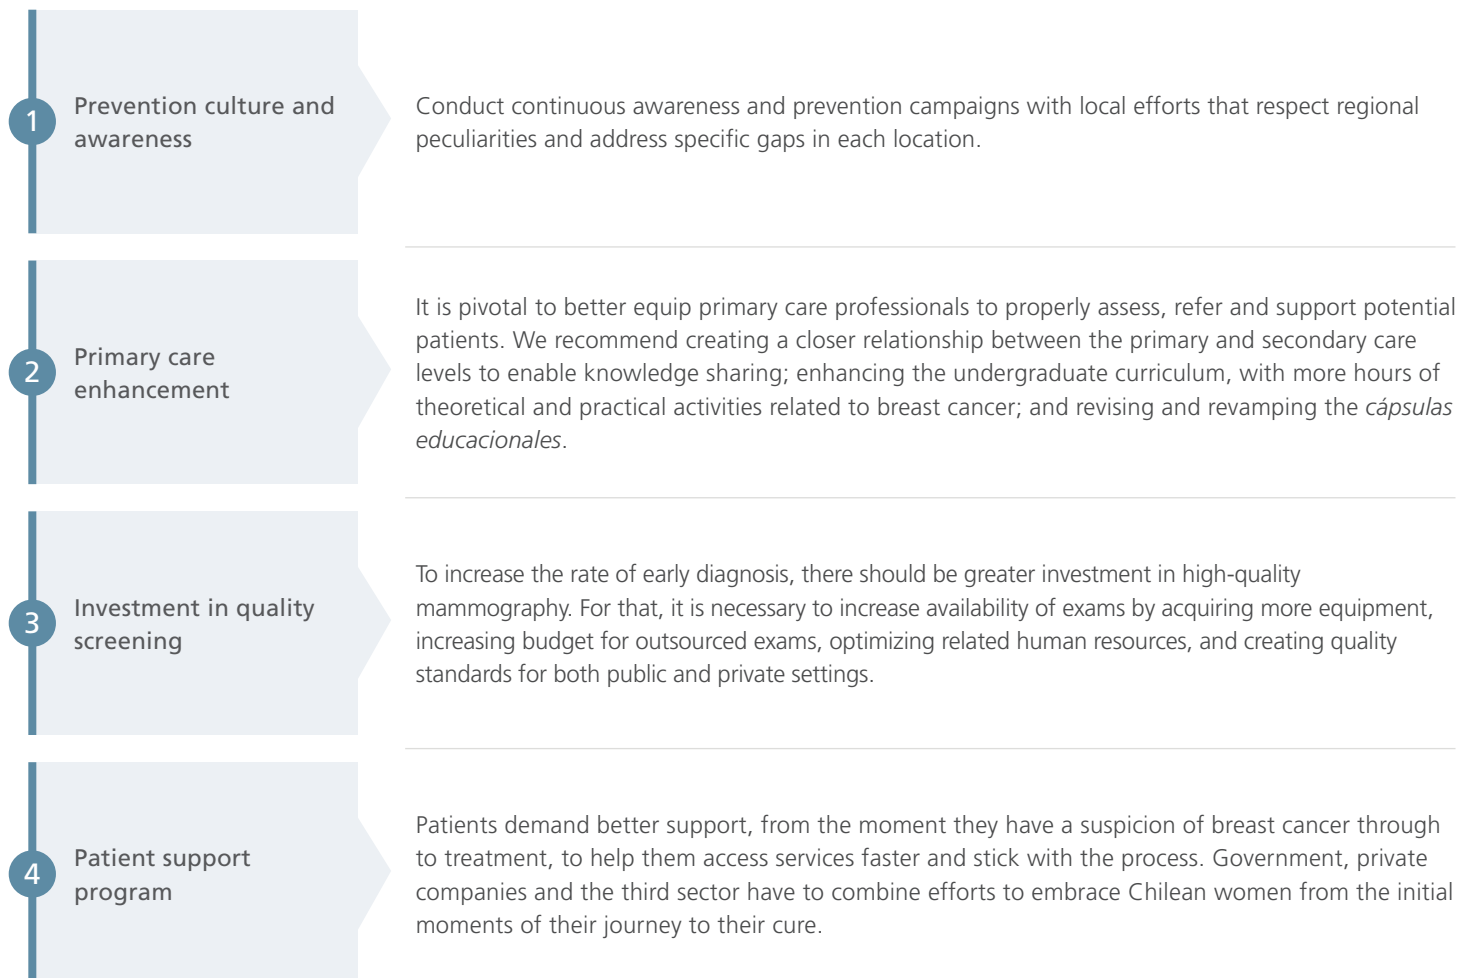 1
Prevention culture and
awareness
Conduct continuous awareness and prevention campaigns with local efforts that respect regional
peculiarities and address specific gaps in each location.
2
Primary care
enhancement
It is pivotal to better equip primary care professionals to properly assess, refer and support potential
patients. We recommend creating a closer relationship between the primary and secondary care
levels to enable knowledge sharing; enhancing the undergraduate curriculum, with more hours of
theoretical and practical activities related to breast cancer; and revising and revamping the cápsulas
educacionales.
3
Investment in quality
screening
To increase the rate of early diagnosis, there should be greater investment in high-quality
mammography. For that, it is necessary to increase availability of exams by acquiring more equipment,
increasing budget for outsourced exams, optimizing related human resources, and creating quality
standards for both public and private settings.
4
Patient support
program
Patients demand better support, from the moment they have a suspicion of breast cancer through
to treatment, to help them access services faster and stick with the process. Government, private
companies and the third sector have to combine efforts to embrace Chilean women from the initial
moments of their journey to their cure.